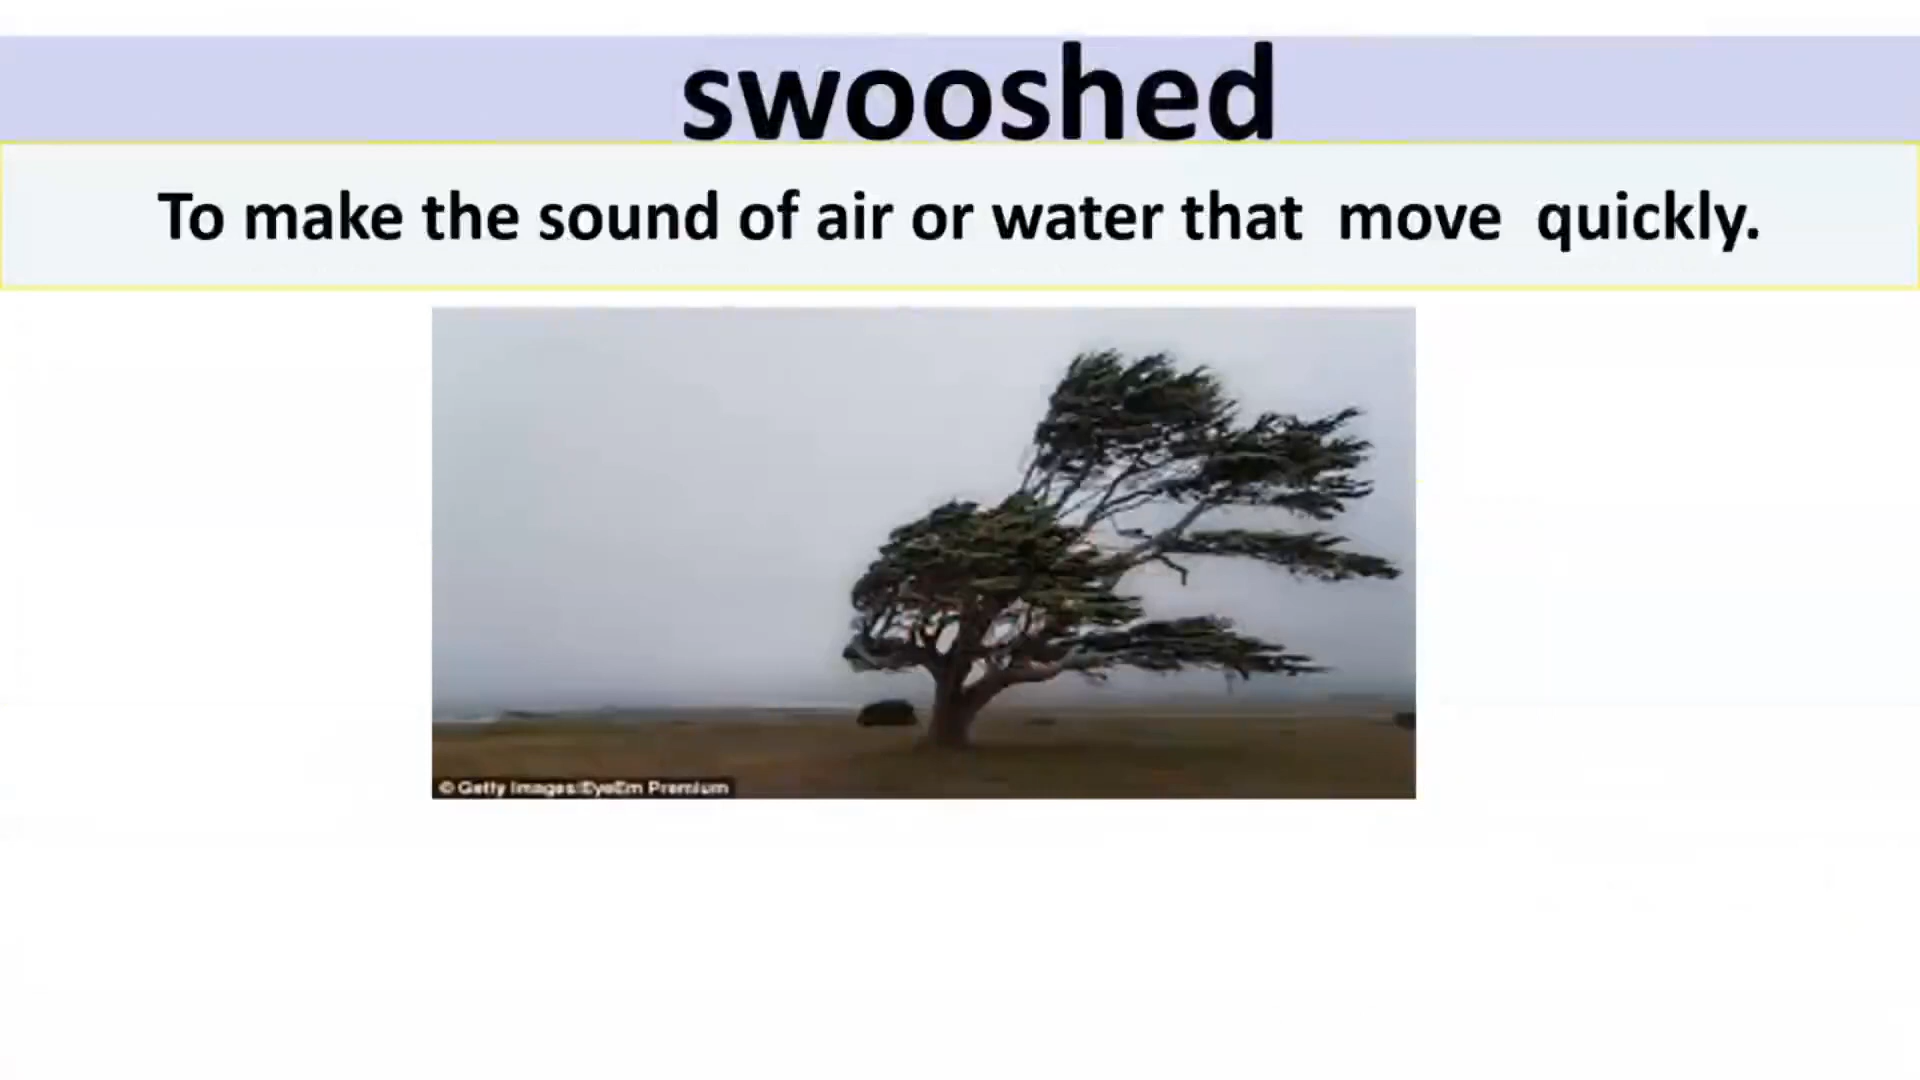 swooshed
To make the sound of air or water that move quickly.
© Getty Images/EyeEm Premium